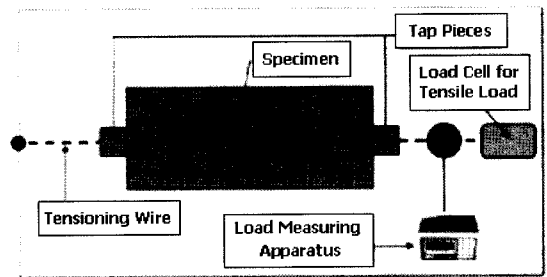 Tap Pieces
Specimen
Load Cell for
Tensile Load
Tensioning Wire
Load Measuring
Apparatus